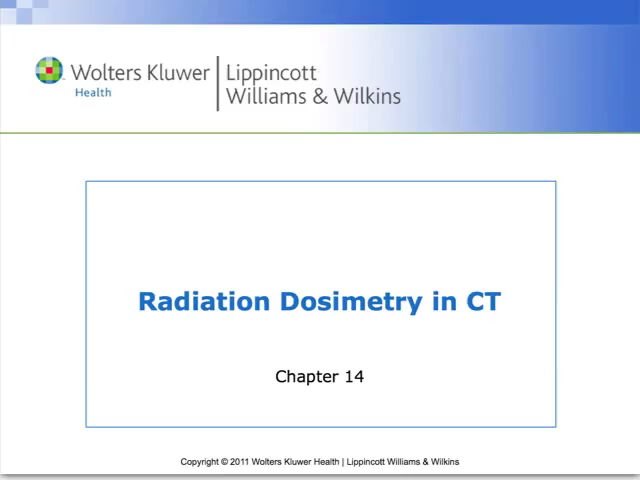 Wolters Kluwer
Health
Lippincott
Williams & Wilkins
Radiation Dosimetry in CT
Chapter 14
Copyright © 2011 Wolters Kluwer Health | Lippincott Williams & Wilkins